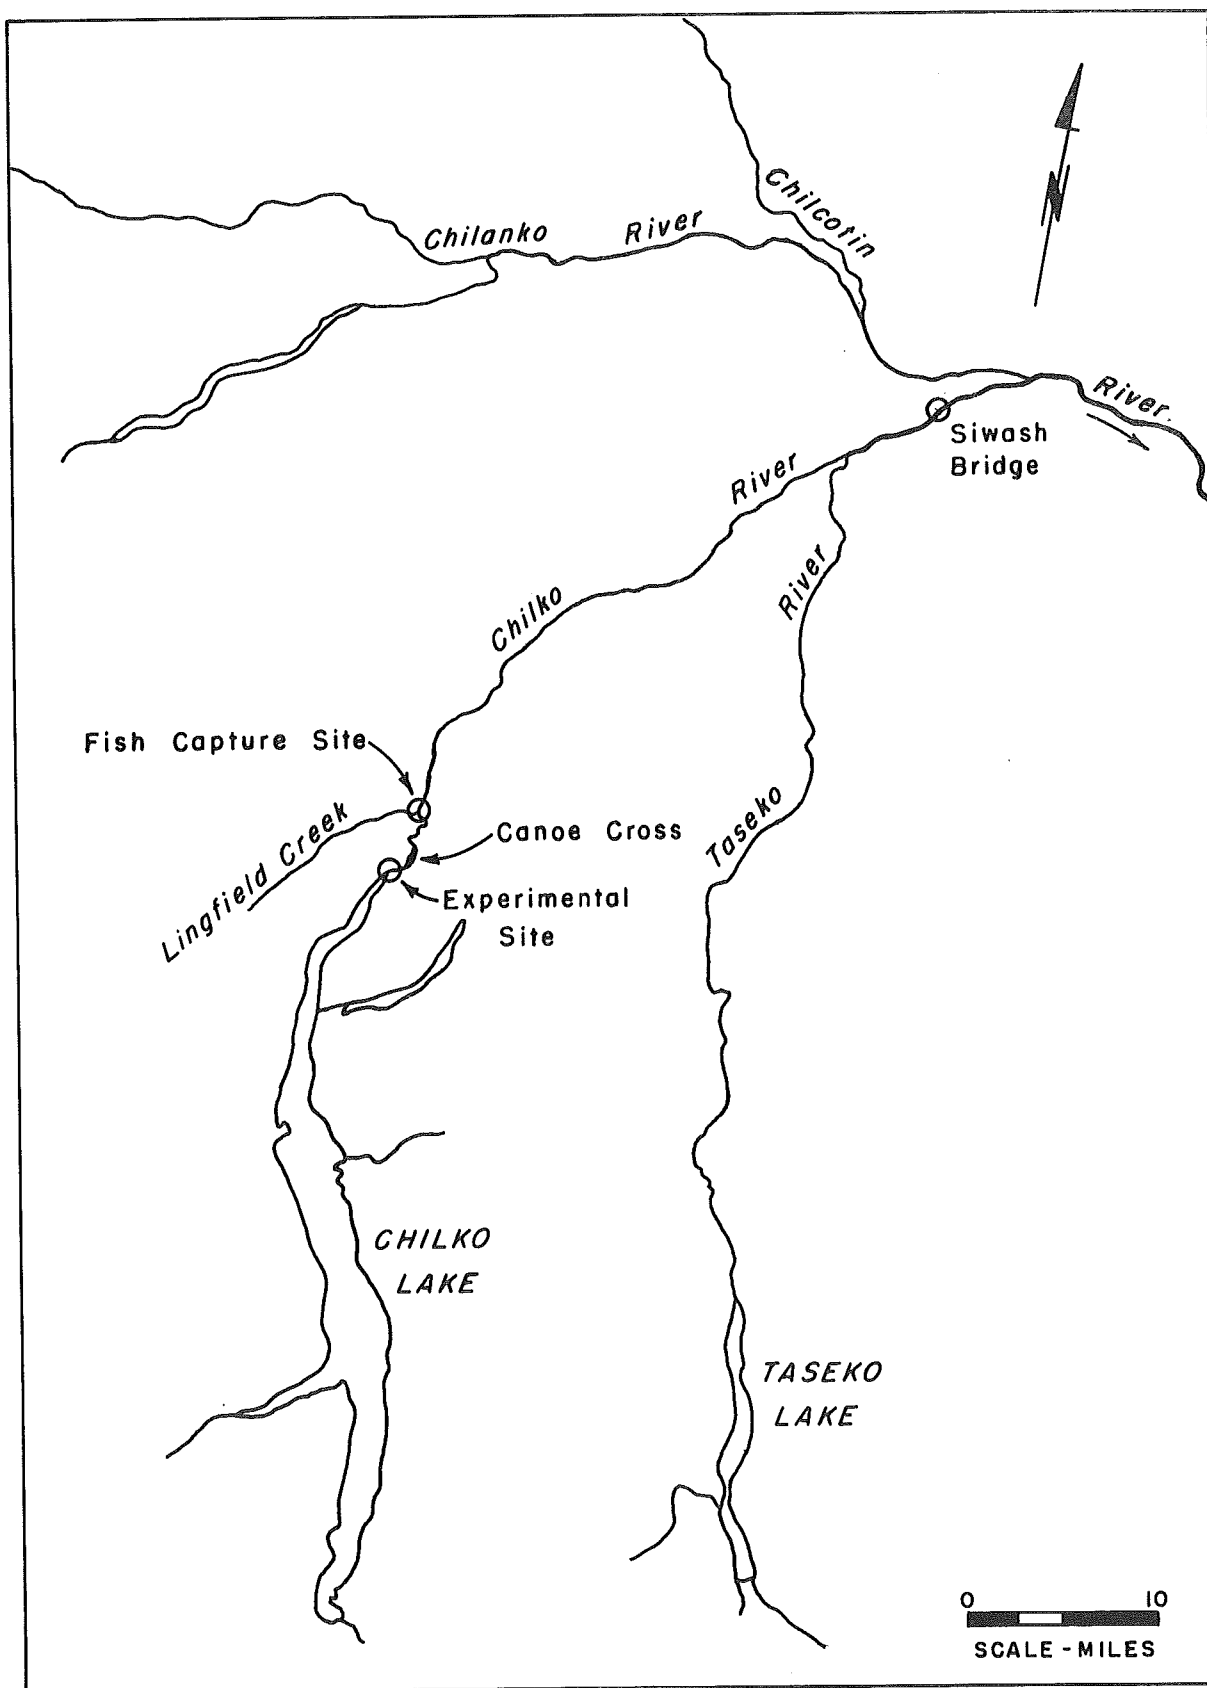 Chilcotin
Chilanko River
N
River
Siwash
Bridge
River
River
Chilko
Fish Capture Site
Taseko
Lingfield Creek
Canoe Cross
Experimental
Site
CHILKO
LAKE
TASEKO
LAKE
0 10
SCALE - MILES